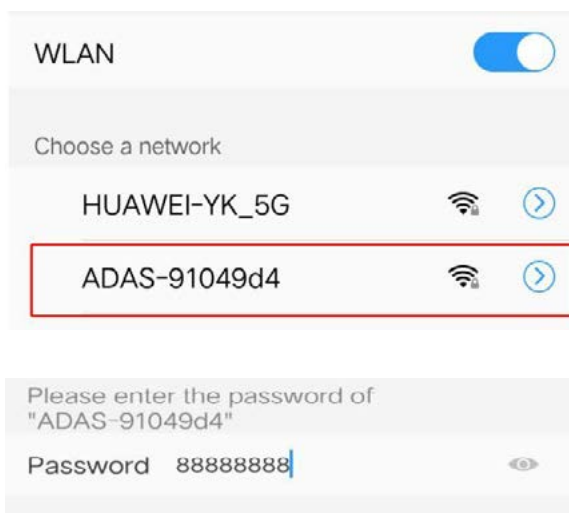 WLAN
Choose a network
HUAWEI-YK_5G
ADAS-91049d4
Please enter the password of
"ADAS-91049d4"
Password 88888888